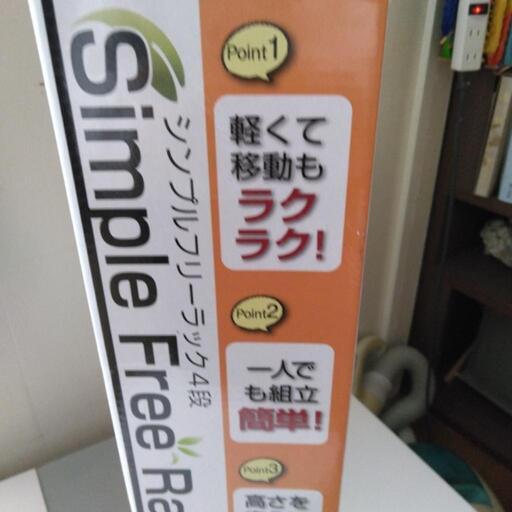 Simple Free Ra
シンプルフリーラック4段
Point1
軽くて
移動も
ラク
ラク!
Point2
一人で
も組立
簡単!
Point3
高さを